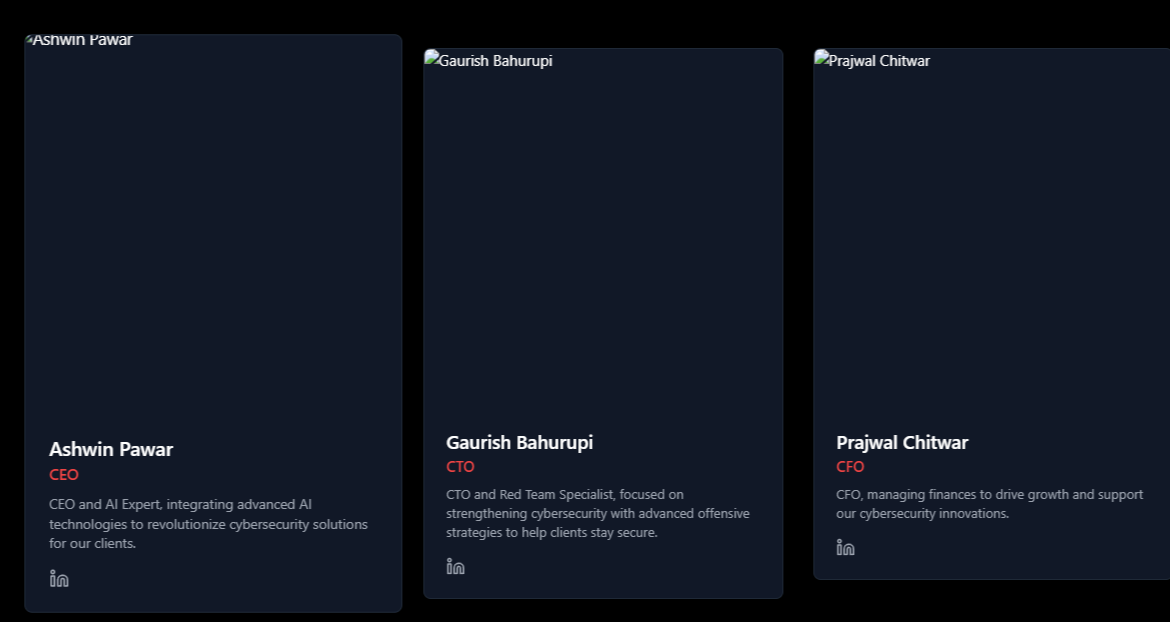 Ashwin Pawar
Ashwin Pawar
CEO
CEO and AI Expert, integrating advanced AI
technologies to revolutionize cybersecurity solutions
for our clients.
in
Gaurish Bahurupi
Gaurish Bahurupi
CTO
CTO and Red Team Specialist, focused on
strengthening cybersecurity with advanced offensive
strategies to help clients stay secure.
in
Prajwal Chitwar
Prajwal Chitwar
CFO
CFO, managing finances to drive growth and support
our cybersecurity innovations.
in